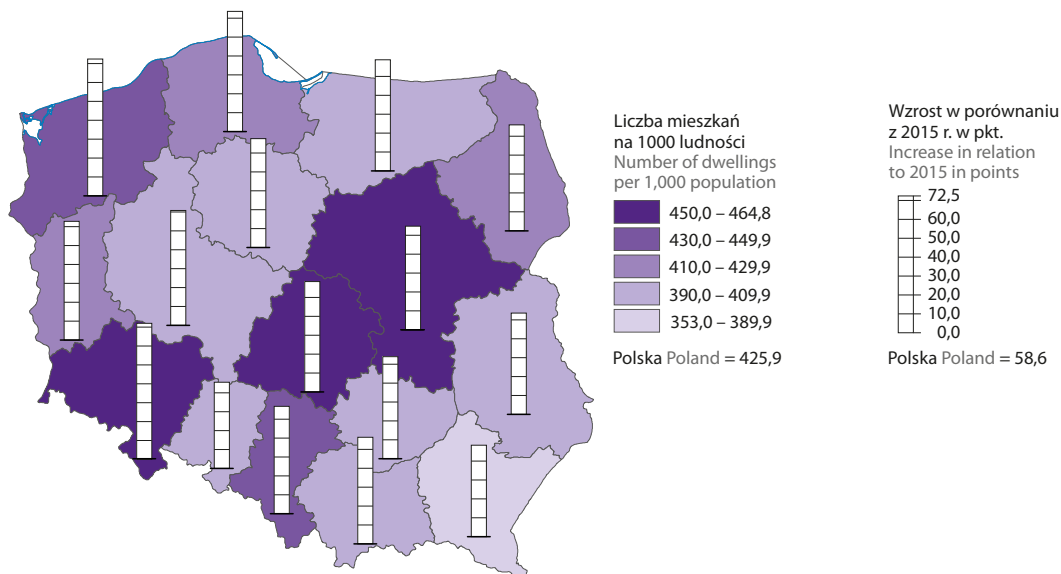 Liczba mieszkań
na 1000 ludności
Number of dwellings
per 1,000 population
450,0 – 464,8
430,0 – 449,9
410,0 – 429,9
390,0 – 409,9
353,0 – 389,9
Polska Poland = 425,9
Wzrost w porównaniu
z 2015 r. w pkt.
Increase in relation
to 2015 in points
72,5
60,0
50,0
40,0
30,0
20,0
10,0
0,0
Polska Poland = 58,6